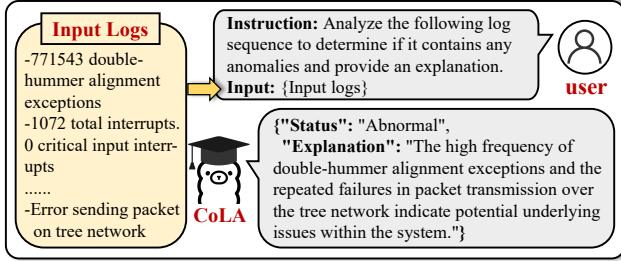 Input Logs
-771543 double-
hummer alignment
exceptions
-1072 total interrupts.
0 critical input interr-
upts
......
-Error sending packet
on tree network
Instruction: Analyze the following log
sequence to determine if it contains any
anomalies and provide an explanation.
Input: {Input logs}
user
{"Status": "Abnormal",
"Explanation": "The high frequency of
double-hummer alignment exceptions and the
repeated failures in packet transmission over
the tree network indicate potential underlying
issues within the system."}
CoLA